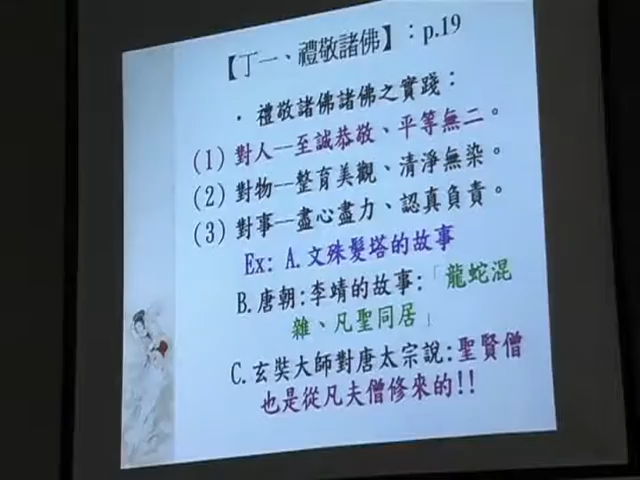 【丁一、禮敬諸佛】：p.19
・禮敬諸佛諸佛之實踐：
(1) 對人—至誠恭敬、平等無二。
(2) 對物—整育美觀、清淨無染。
(3) 對事—盡心盡力、認真負責。
Ex: A.文殊髮塔的故事
B.唐朝:李靖的故事:「龍蛇混
雜、凡聖同居」
C.玄奘大師對唐太宗說:聖賢僧
也是從凡夫僧修來的!!